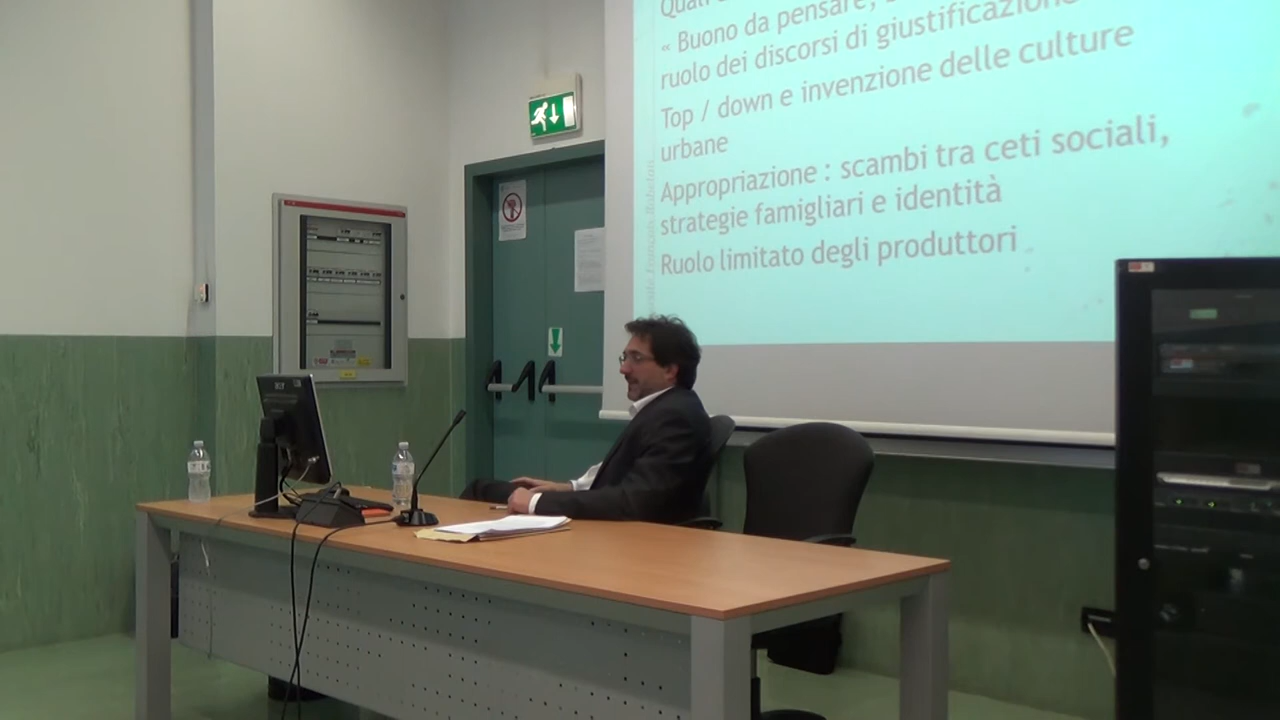 « Buono da pensare,
ruolo dei discorsi di giustificazione
Top / down e invenzione delle culture
urbane
Appropriazione : scambi tra ceti sociali,
strategie famigliari e identità
Ruolo limitato degli produttori